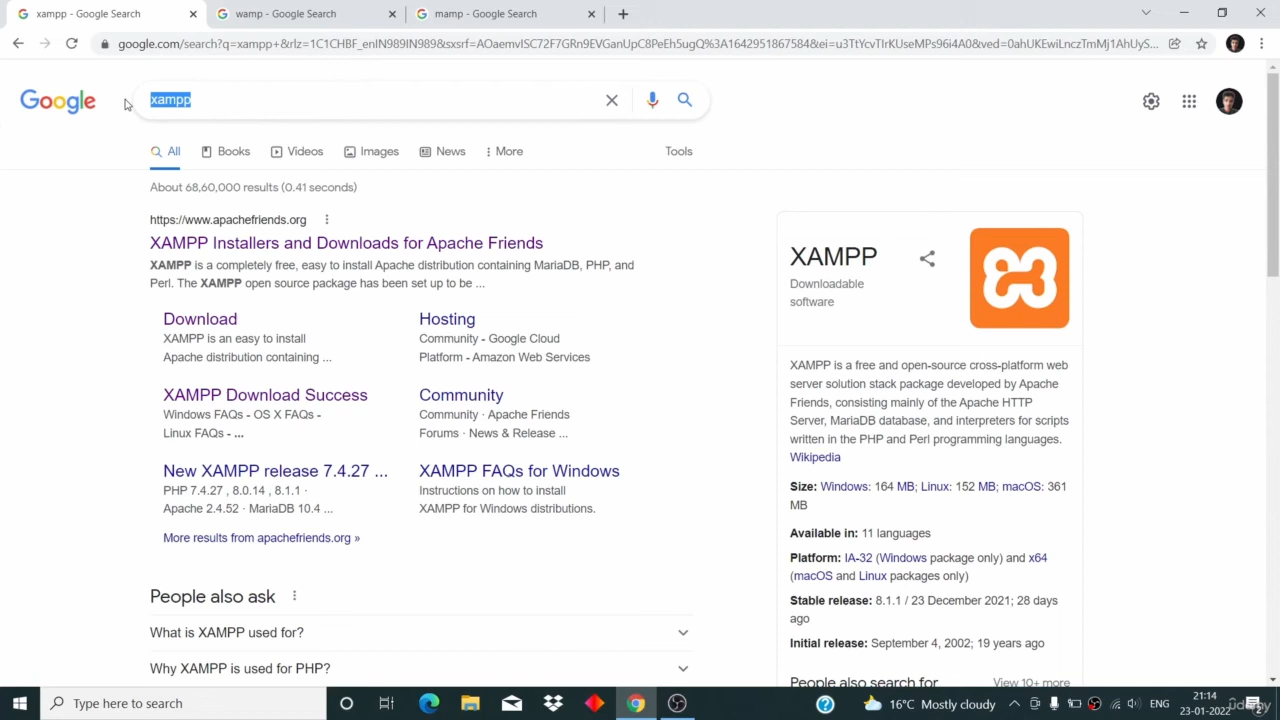 xampp - Google Search
wamp - Google Search
mamp - Google Search
google.com/search?q=xampp+&rlz=1C1CHBF_enIN989IN989&sxsrf=AOaemvISC72F7GRn9EVGanUpC8PeEh5ugQ%3A1642951867584&ei=u3TtYcvTIrKUseMPs96i4A0&ved=0ahUKEwiLnczTmMj1AhUyS...
Google
xampp
All
Books
Videos
Images
News
More
Tools
About 68,60,000 results (0.41 seconds)
https://www.apachefriends.org
XAMPP Installers and Downloads for Apache Friends
XAMPP is a completely free, easy to install Apache distribution containing MariaDB, PHP, and
Perl. The XAMPP open source package has been set up to be ...
Download
XAMPP is an easy to install
Apache distribution containing ...
Hosting
Community - Google Cloud
Platform - Amazon Web Services
XAMPP Download Success
Windows FAQs - OS X FAQs -
Linux FAQs - ...
Community
Community · Apache Friends
Forums · News & Release ...
New XAMPP release 7.4.27 ...
PHP 7.4.27 , 8.0.14 , 8.1.1 ·
Apache 2.4.52 · MariaDB 10.4 ...
XAMPP FAQs for Windows
Instructions on how to install
XAMPP for Windows distributions.
More results from apachefriends.org »
People also ask
What is XAMPP used for?
Why XAMPP is used for PHP?
XAMPP
Downloadable
software
XAMPP is a free and open-source cross-platform web
server solution stack package developed by Apache
Friends, consisting mainly of the Apache HTTP
Server, MariaDB database, and interpreters for scripts
written in the PHP and Perl programming languages.
Wikipedia
Size: Windows: 164 MB; Linux: 152 MB; macOS: 361
MB
Available in: 11 languages
Platform: IA-32 (Windows package only) and x64
(macOS and Linux packages only)
Stable release: 8.1.1 / 23 December 2021; 28 days
ago
Initial release: September 4, 2002; 19 years ago
People also search for
View 10+ more
Type here to search
16°C Mostly cloudy
ENG
21:14
23-01-2022
Udemy